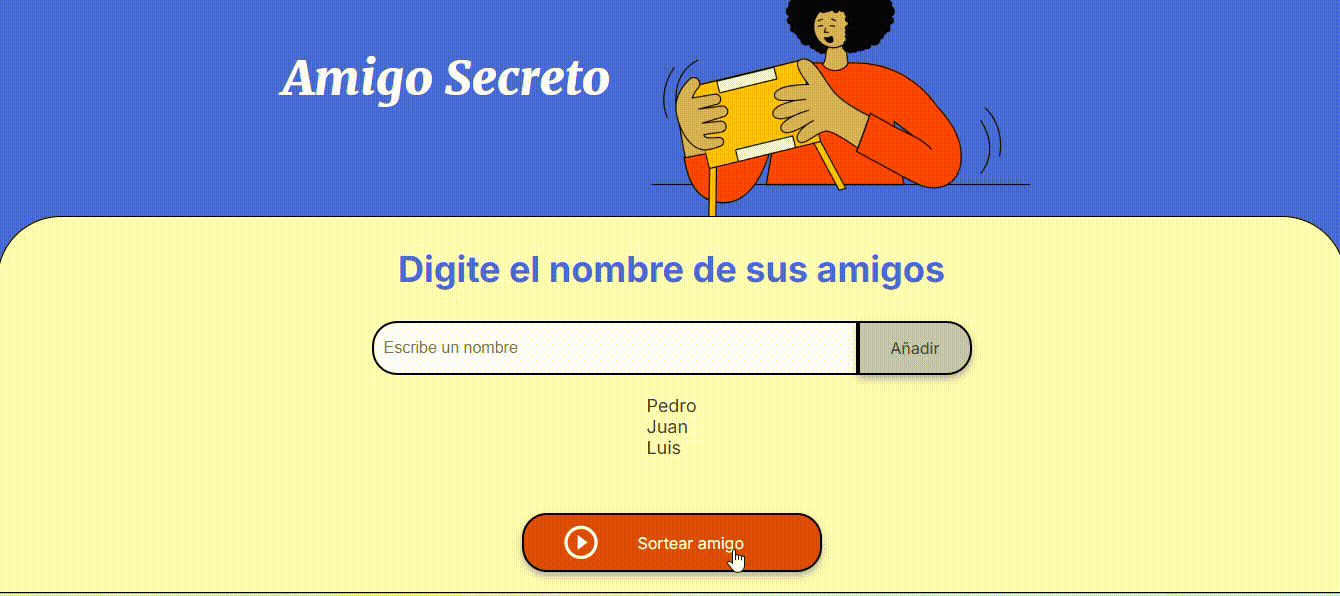 Amigo Secreto
Digite el nombre de sus amigos
Escribe un nombre
Añadir
Pedro
Juan
Luis
Sortear amigo